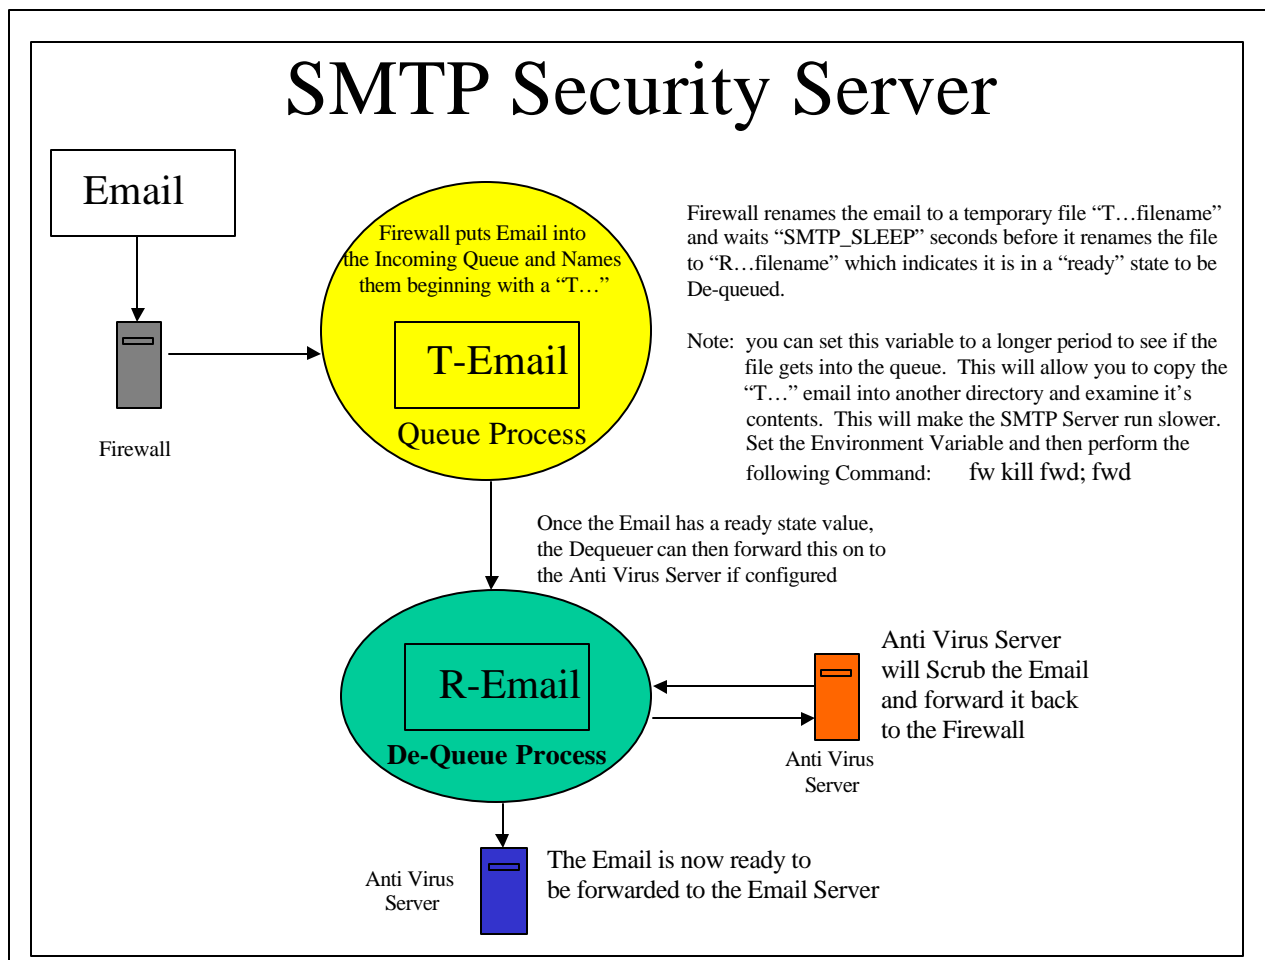 SMTP Security Server
Email
Firewall
Firewall puts Email into
the Incoming Queue and Names
them beginning with a “T…”
T-Email
Queue Process
Firewall renames the email to a temporary file “T…filename”
and waits “SMTP_SLEEP” seconds before it renames the file
to “R…filename” which indicates it is in a “ready” state to be
De-queued.
Note: you can set this variable to a longer period to see if the
file gets into the queue. This will allow you to copy the
“T…” email into another directory and examine it’s
contents. This will make the SMTP Server run slower.
Set the Environment Variable and then perform the
following Command: fw kill fwd; fwd
Once the Email has a ready state value,
the Dequeuer can then forward this on to
the Anti Virus Server if configured
R-Email
De-Queue Process
Anti Virus Server
will Scrub the Email
and forward it back
to the Firewall
Anti Virus
Server
Anti Virus
Server
The Email is now ready to
be forwarded to the Email Server